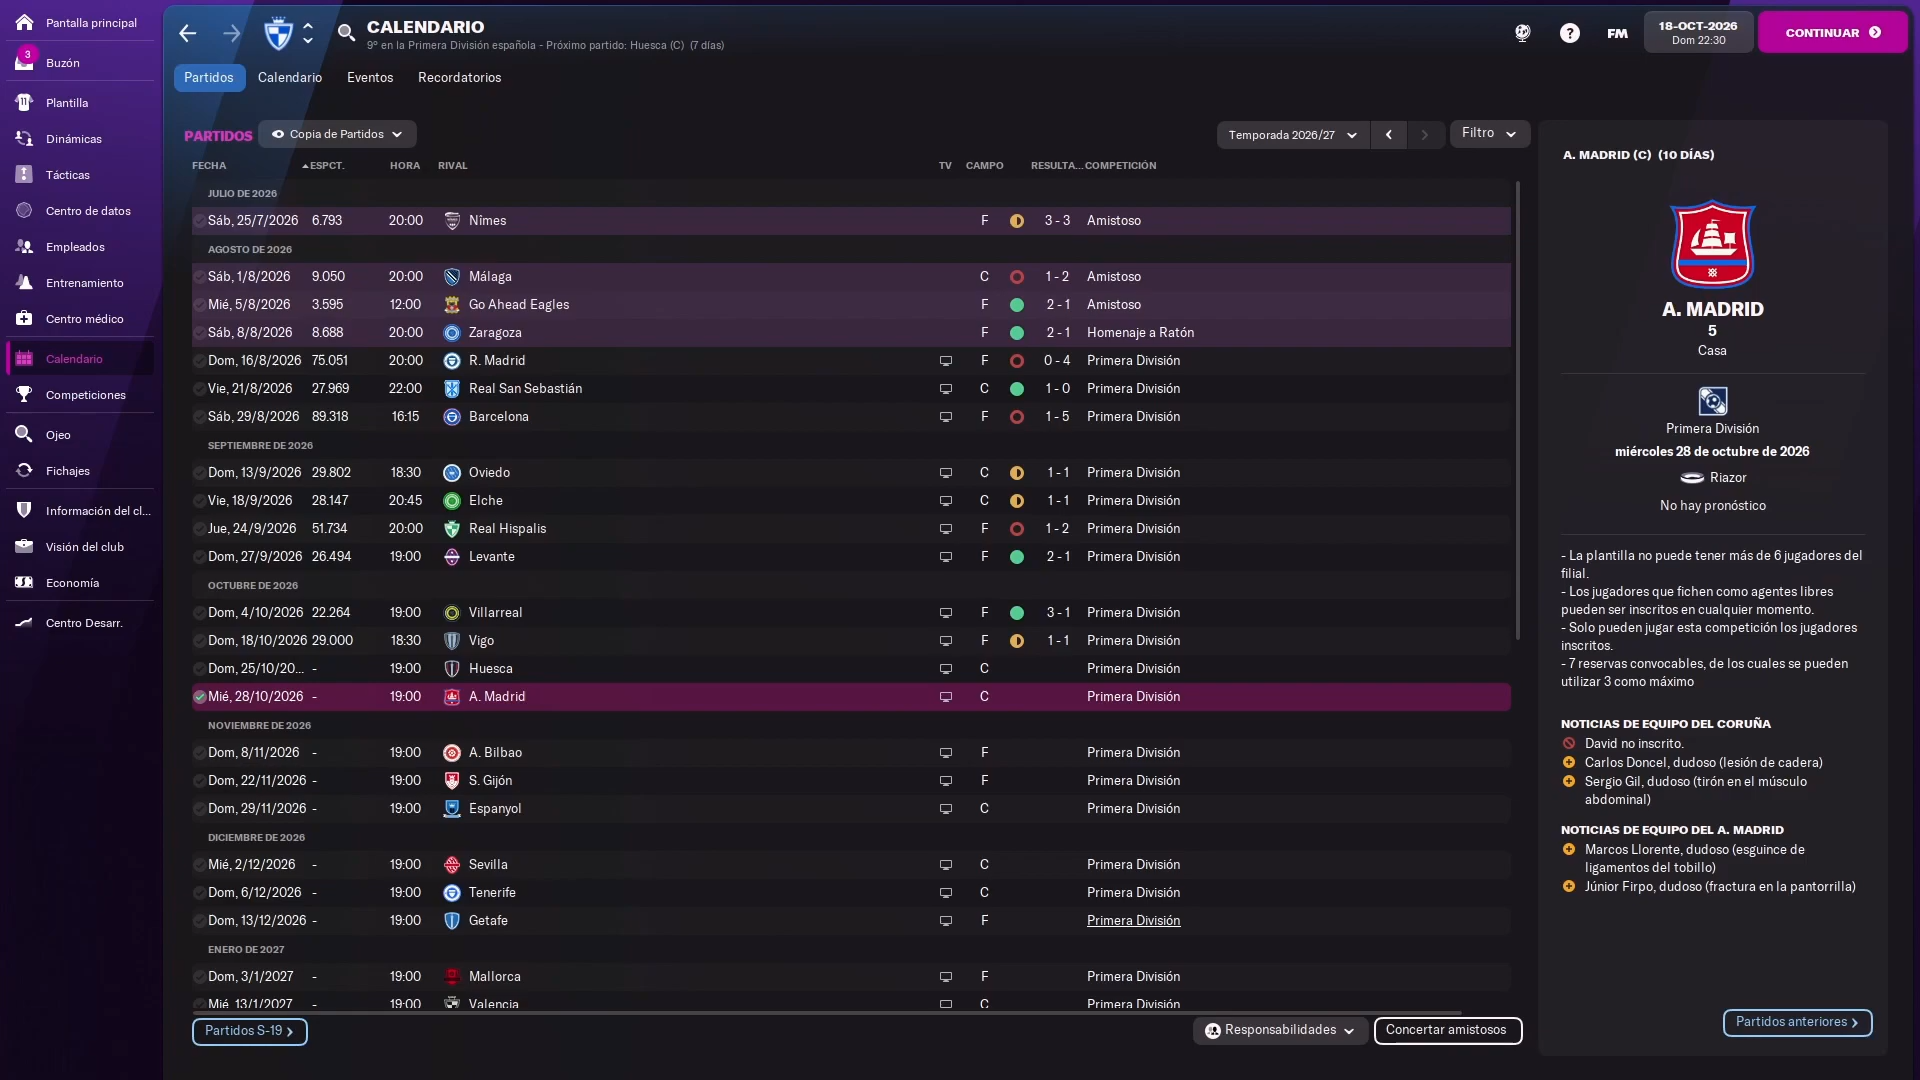 Pantalla principal
3
Buzón
Plantilla
Dinámicas
Tácticas
Centro de datos
Empleados
Entrenamiento
Centro médico
Calendario
Competiciones
Ojeo
Fichajes
Información del cl...
Visión del club
Economía
Centro Desarr.
CALENDARIO
9º en la Primera División española - Próximo partido: Huesca (C) (7 días)
FM
18-OCT-2026
Dom 22:30
CONTINUAR
Partidos Calendario Eventos Recordatorios
PARTIDOS Copia de Partidos Temporada 2026/27 Filtro
FECHA ESPCT. HORA RIVAL TV CAMPO RESULTA... COMPETICIÓN
JULIO DE 2026
Sáb, 25/7/2026 6.793 20:00 Nîmes F 3 - 3 Amistoso
AGOSTO DE 2026
Sáb, 1/8/2026 9.050 20:00 Málaga C 1 - 2 Amistoso
Mié, 5/8/2026 3.595 12:00 Go Ahead Eagles F 2 - 1 Amistoso
Sáb, 8/8/2026 8.688 20:00 Zaragoza F 2 - 1 Homenaje a Ratón
Dom, 16/8/2026 75.051 20:00 R. Madrid F 0 - 4 Primera División
Vie, 21/8/2026 27.969 22:00 Real San Sebastián C 1 - 0 Primera División
Sáb, 29/8/2026 89.318 16:15 Barcelona F 1 - 5 Primera División
SEPTIEMBRE DE 2026
Dom, 13/9/2026 29.802 18:30 Oviedo C 1 - 1 Primera División
Vie, 18/9/2026 28.147 20:45 Elche C 1 - 1 Primera División
Jue, 24/9/2026 51.734 20:00 Real Hispalis F 1 - 2 Primera División
Dom, 27/9/2026 26.494 19:00 Levante F 2 - 1 Primera División
OCTUBRE DE 2026
Dom, 4/10/2026 22.264 19:00 Villarreal F 3 - 1 Primera División
Dom, 18/10/2026 29.000 18:30 Vigo F 1 - 1 Primera División
Dom, 25/10/20... - 19:00 Huesca C Primera División
Mié, 28/10/2026 - 19:00 A. Madrid C Primera División
NOVIEMBRE DE 2026
Dom, 8/11/2026 - 19:00 A. Bilbao F Primera División
Dom, 22/11/2026 - 19:00 S. Gijón F Primera División
Dom, 29/11/2026 - 19:00 Espanyol C Primera División
DICIEMBRE DE 2026
Mié, 2/12/2026 - 19:00 Sevilla C Primera División
Dom, 6/12/2026 - 19:00 Tenerife C Primera División
Dom, 13/12/2026 - 19:00 Getafe F Primera División
ENERO DE 2027
Dom, 3/1/2027 - 19:00 Mallorca F Primera División
Mié, 13/1/2027 - 19:00 Valencia C Primera División
Partidos S-19 Responsabilidades Concertar amistosos
A. MADRID (C) (10 DÍAS)
A. MADRID
5
Casa
Primera División
miércoles 28 de octubre de 2026
Riazor
No hay pronóstico
- La plantilla no puede tener más de 6 jugadores del
filial.
- Los jugadores que fichen como agentes libres
pueden ser inscritos en cualquier momento.
- Solo pueden jugar esta competición los jugadores
inscritos.
- 7 reservas convocables, de los cuales se pueden
utilizar 3 como máximo
NOTICIAS DE EQUIPO DEL CORUÑA
David no inscrito.
Carlos Doncel, dudoso (lesión de cadera)
Sergio Gil, dudoso (tirón en el músculo
abdominal)
NOTICIAS DE EQUIPO DEL A. MADRID
Marcos Llorente, dudoso (esguince de
ligamentos del tobillo)
Júnior Firpo, dudoso (fractura en la pantorrilla)
Partidos anteriores